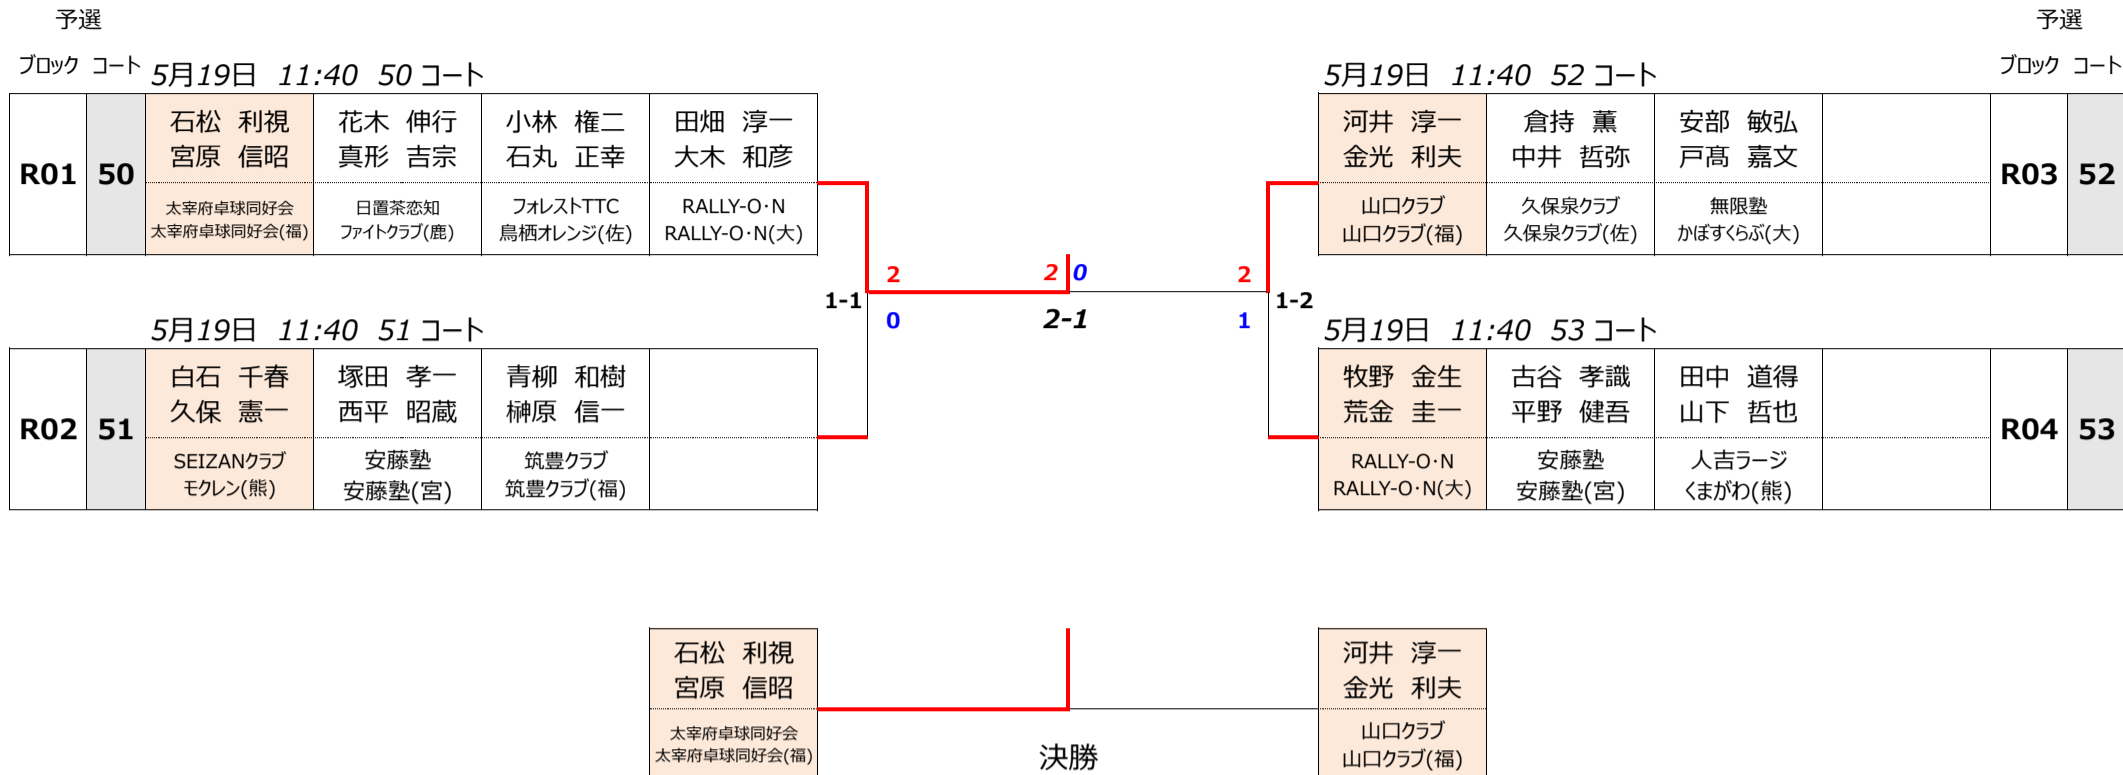 予選
予選
ブロック コート
ブロック コート
5月19日 11:40 50 コート
5月19日 11:40 52 コート
R01 50
石松 利視
宮原 信昭
太宰府卓球同好会
太宰府卓球同好会(福)
花木 伸行
真形 吉宗
日置茶恋知
ファイトクラブ(鹿)
小林 権二
石丸 正幸
フォレストTTC
鳥栖オレンジ(佐)
田畑 淳一
大木 和彦
RALLY-O・N
RALLY-O・N(大)
河井 淳一
金光 利夫
山口クラブ
山口クラブ(福)
倉持 薫
中井 哲弥
久保泉クラブ
久保泉クラブ(佐)
安部 敏弘
戸髙 嘉文
無限塾
かぼすくらぶ(大)
R03 52
2
2 0
2
1-1
1-2
0
2-1
1
5月19日 11:40 51 コート
5月19日 11:40 53 コート
R02 51
白石 千春
久保 憲一
SEIZANクラブ
モクレン(熊)
塚田 孝一
西平 昭蔵
安藤塾
安藤塾(宮)
青柳 和樹
榊原 信一
筑豊クラブ
筑豊クラブ(福)
牧野 金生
荒金 圭一
RALLY-O・N
RALLY-O・N(大)
古谷 孝識
平野 健吾
安藤塾
安藤塾(宮)
田中 道得
山下 哲也
人吉ラージ
くまがわ(熊)
R04 53
石松 利視
宮原 信昭
太宰府卓球同好会
太宰府卓球同好会(福)
決勝
河井 淳一
金光 利夫
山口クラブ
山口クラブ(福)